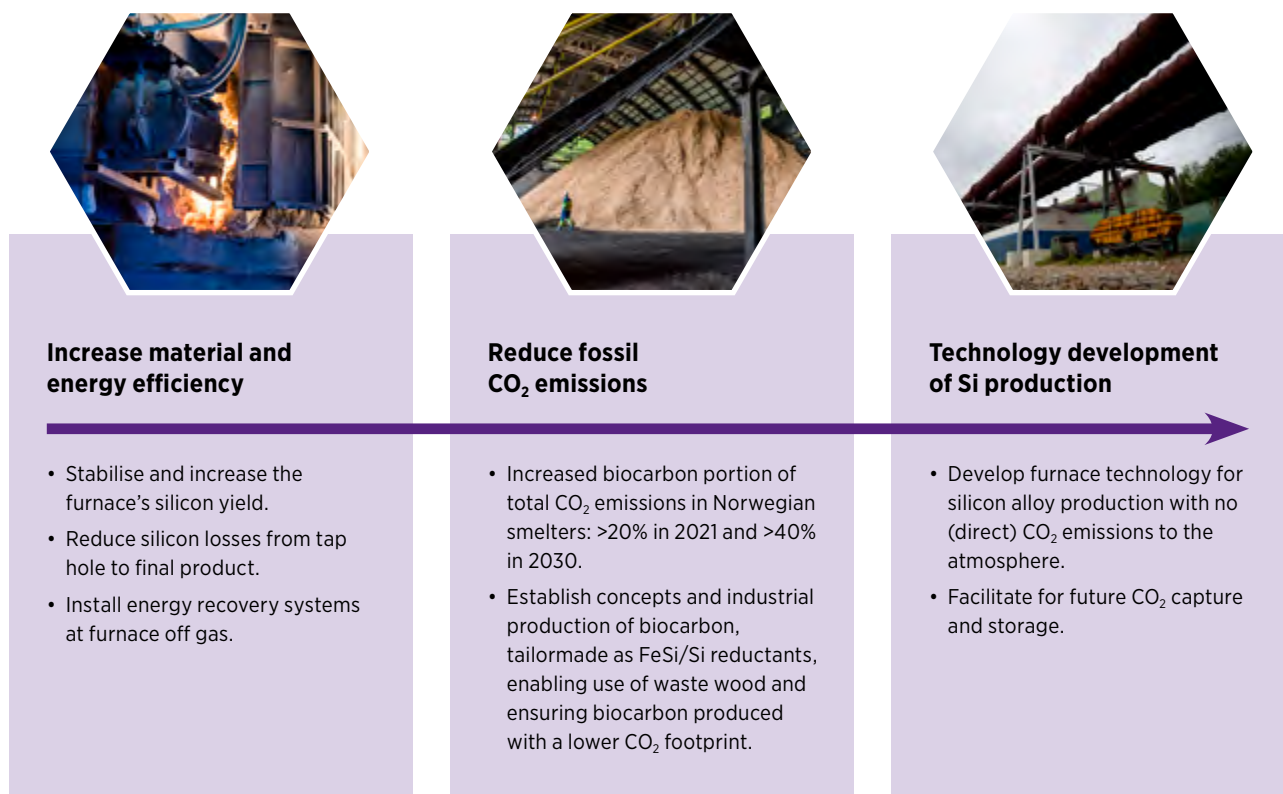 Increase material and
energy efficiency
• Stabilise and increase the
furnace’s silicon yield.
• Reduce silicon losses from tap
hole to final product.
• Install energy recovery systems
at furnace off gas.
Reduce fossil
CO₂ emissions
• Increased biocarbon portion of
total CO₂ emissions in Norwegian
smelters: >20% in 2021 and >40%
in 2030.
• Establish concepts and industrial
production of biocarbon,
tailormade as FeSi/Si reductants,
enabling use of waste wood and
ensuring biocarbon produced
with a lower CO₂ footprint.
Technology development
of Si production
• Develop furnace technology for
silicon alloy production with no
(direct) CO₂ emissions to the
atmosphere.
• Facilitate for future CO₂ capture
and storage.